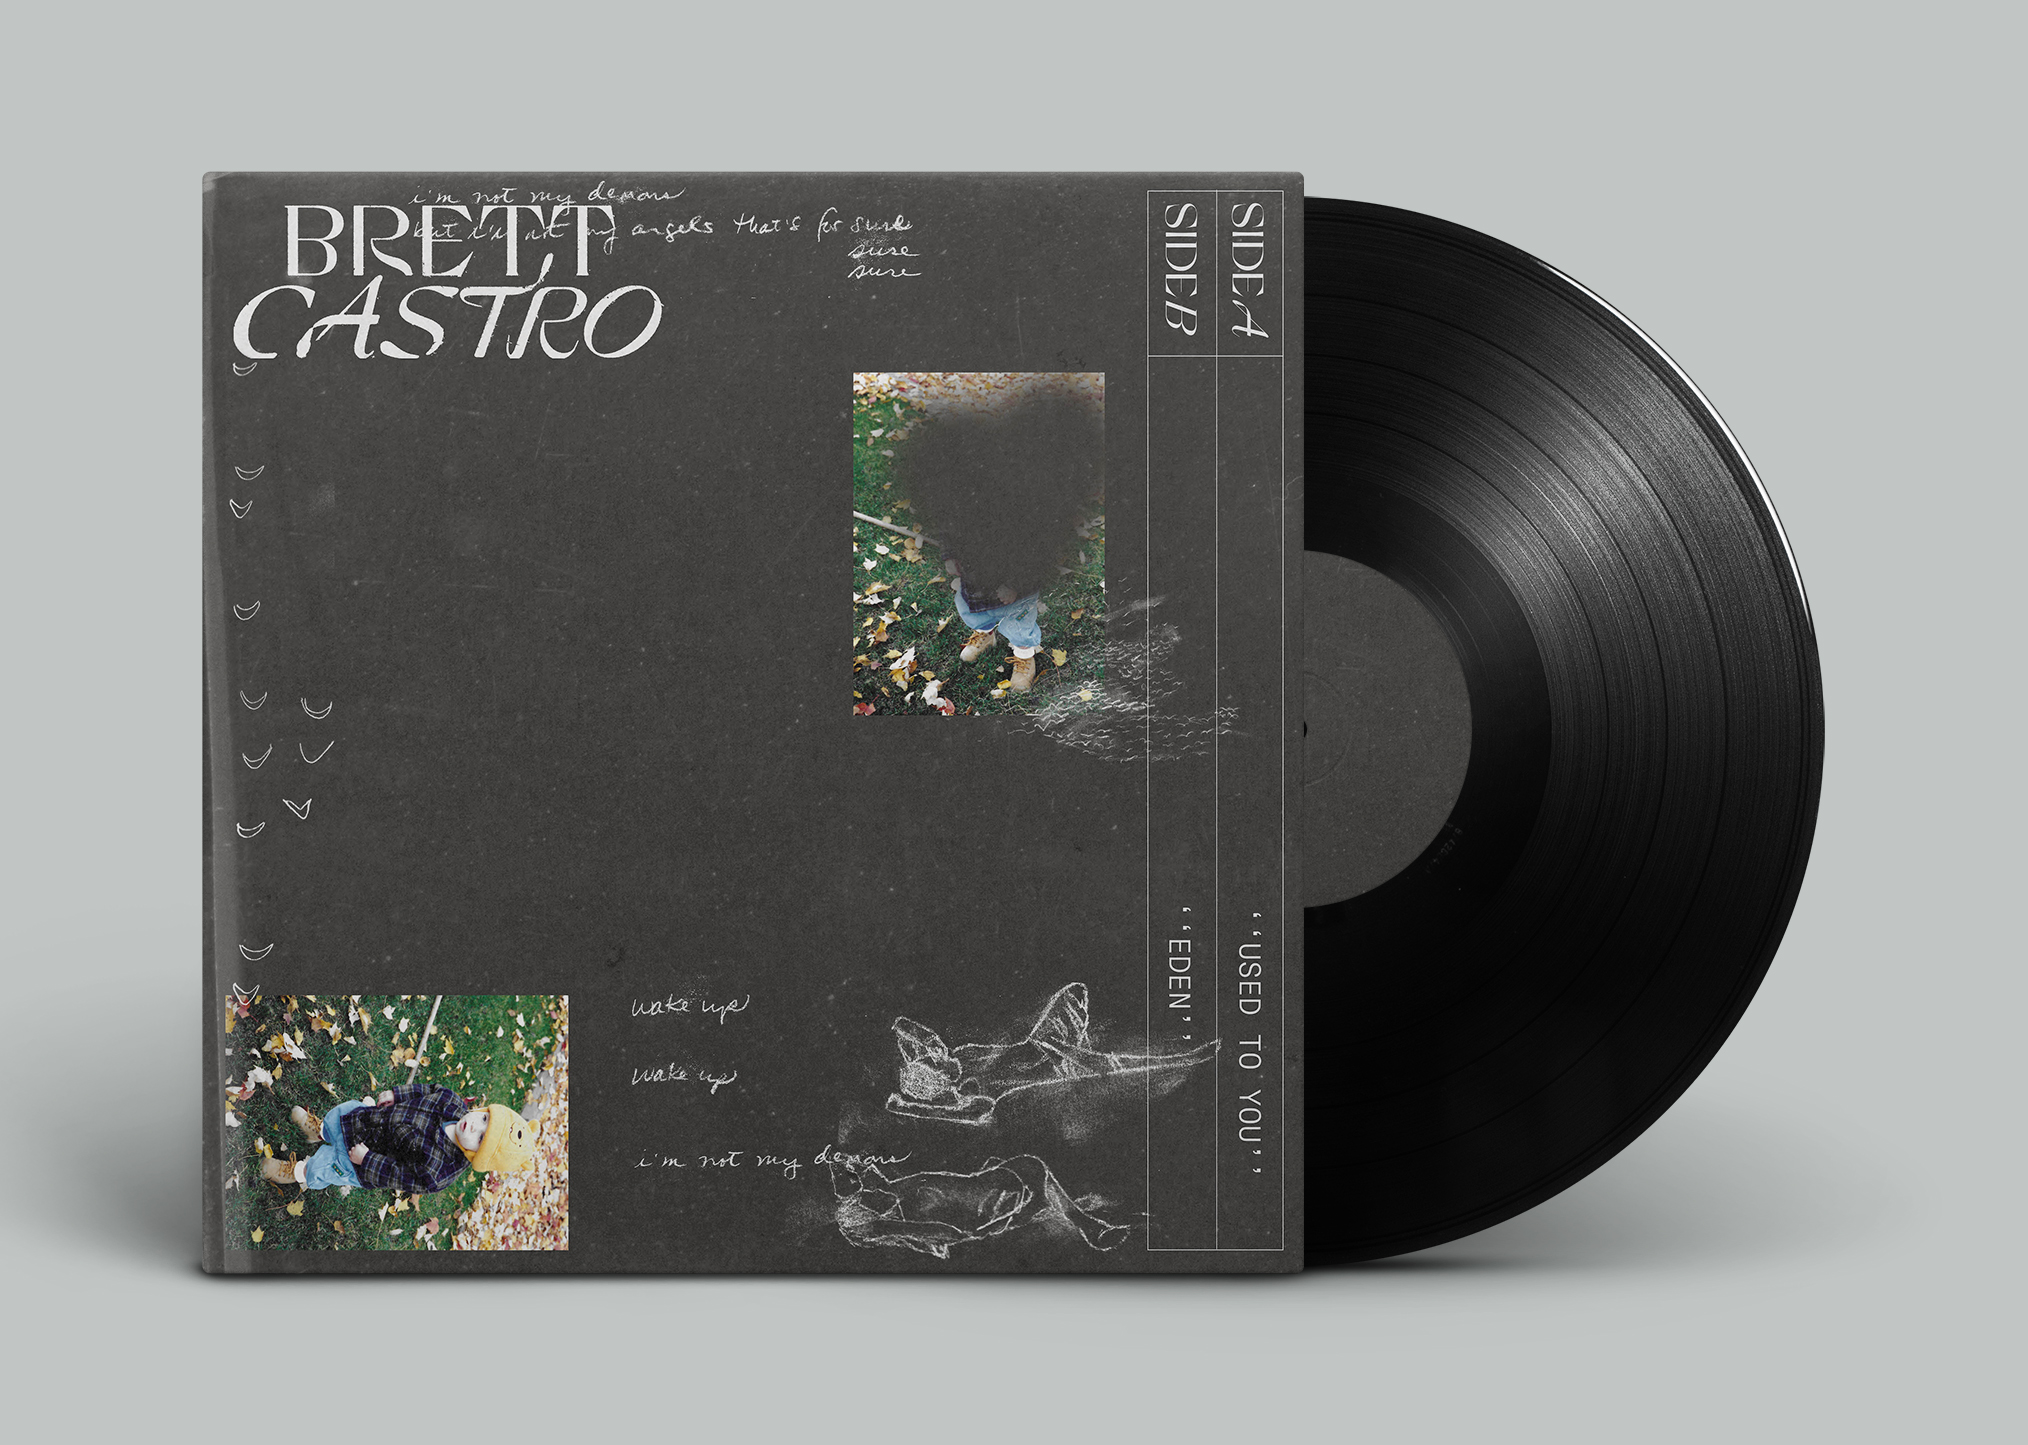 i'm not my demons
but i'm not my angels that's for sure
sure
sure
BRETT
CASTRO
SIDE A
SIDE B
‘‘USED TO YOU’’
‘‘EDEN’’
wake up
wake up
i'm not my demons